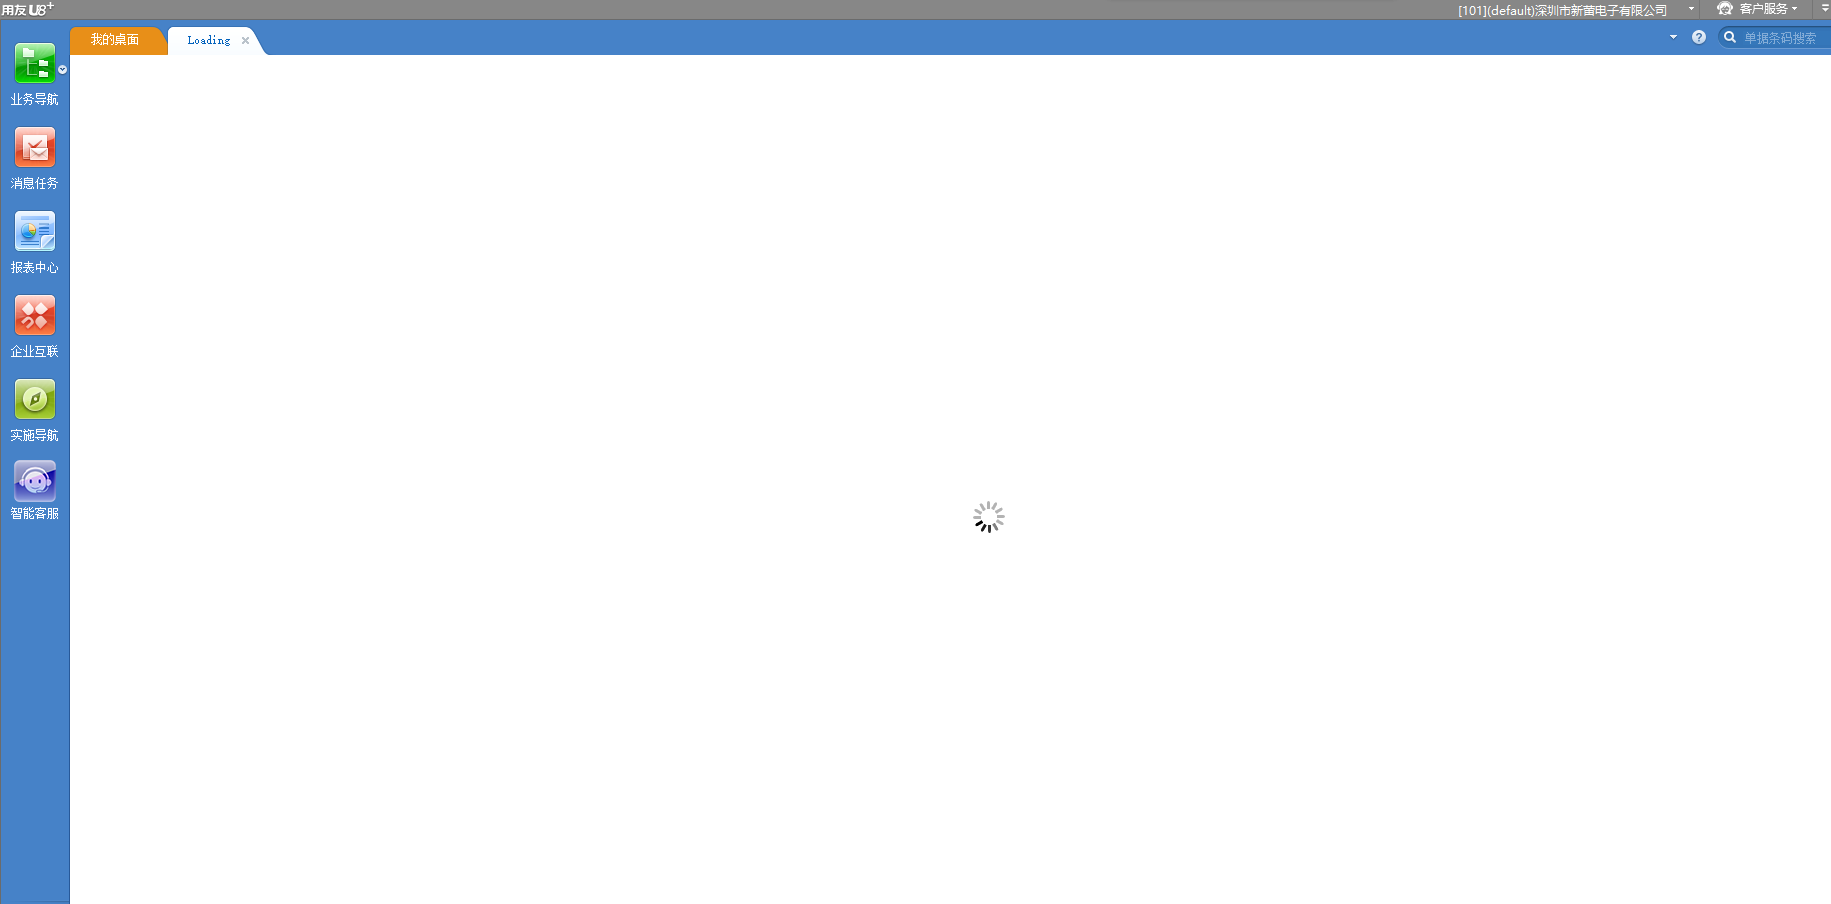 用友U8+
[101](default)深圳市新茵电子有限公司
客户服务
我的桌面
Loading
单据条码搜索
业务导航
消息任务
报表中心
企业互联
实施导航
智能客服